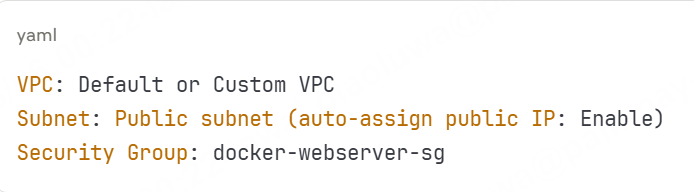 yaml
VPC: Default or Custom VPC
Subnet: Public subnet (auto-assign public IP: Enable)
Security Group: docker-webserver-sg